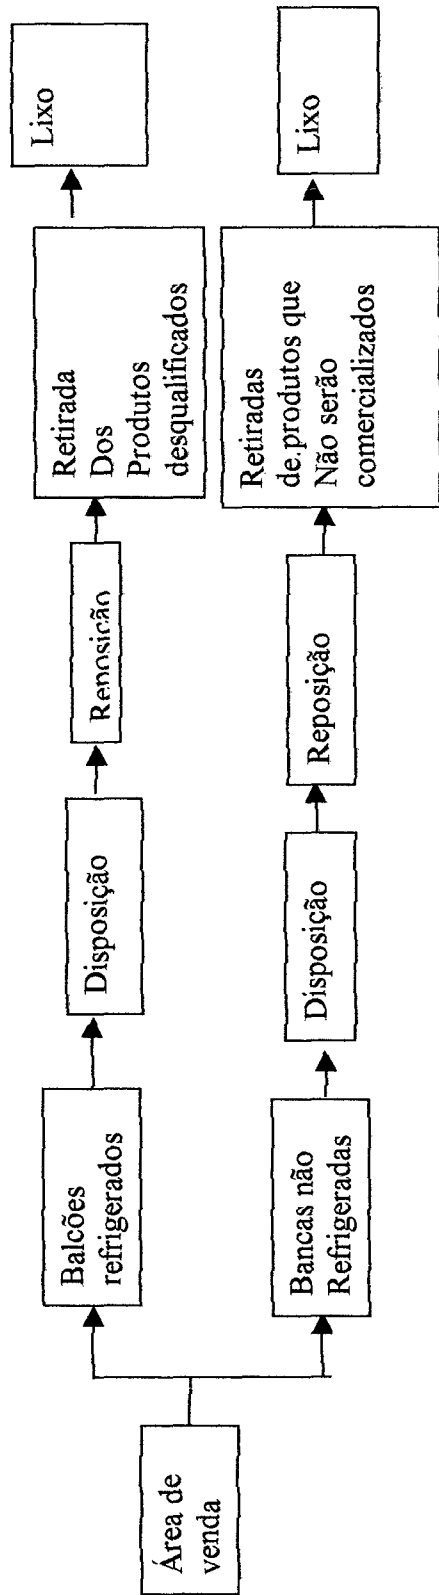 Área de
venda
Balcões
refrigerados
Disposição
Reposição
Retirada
Dos
Produtos
desqualificados
Lixo
Bancas não
Refrigeradas
Disposição
Reposição
Retiradas
de.produtos que
Não serão
comercializados
Lixo